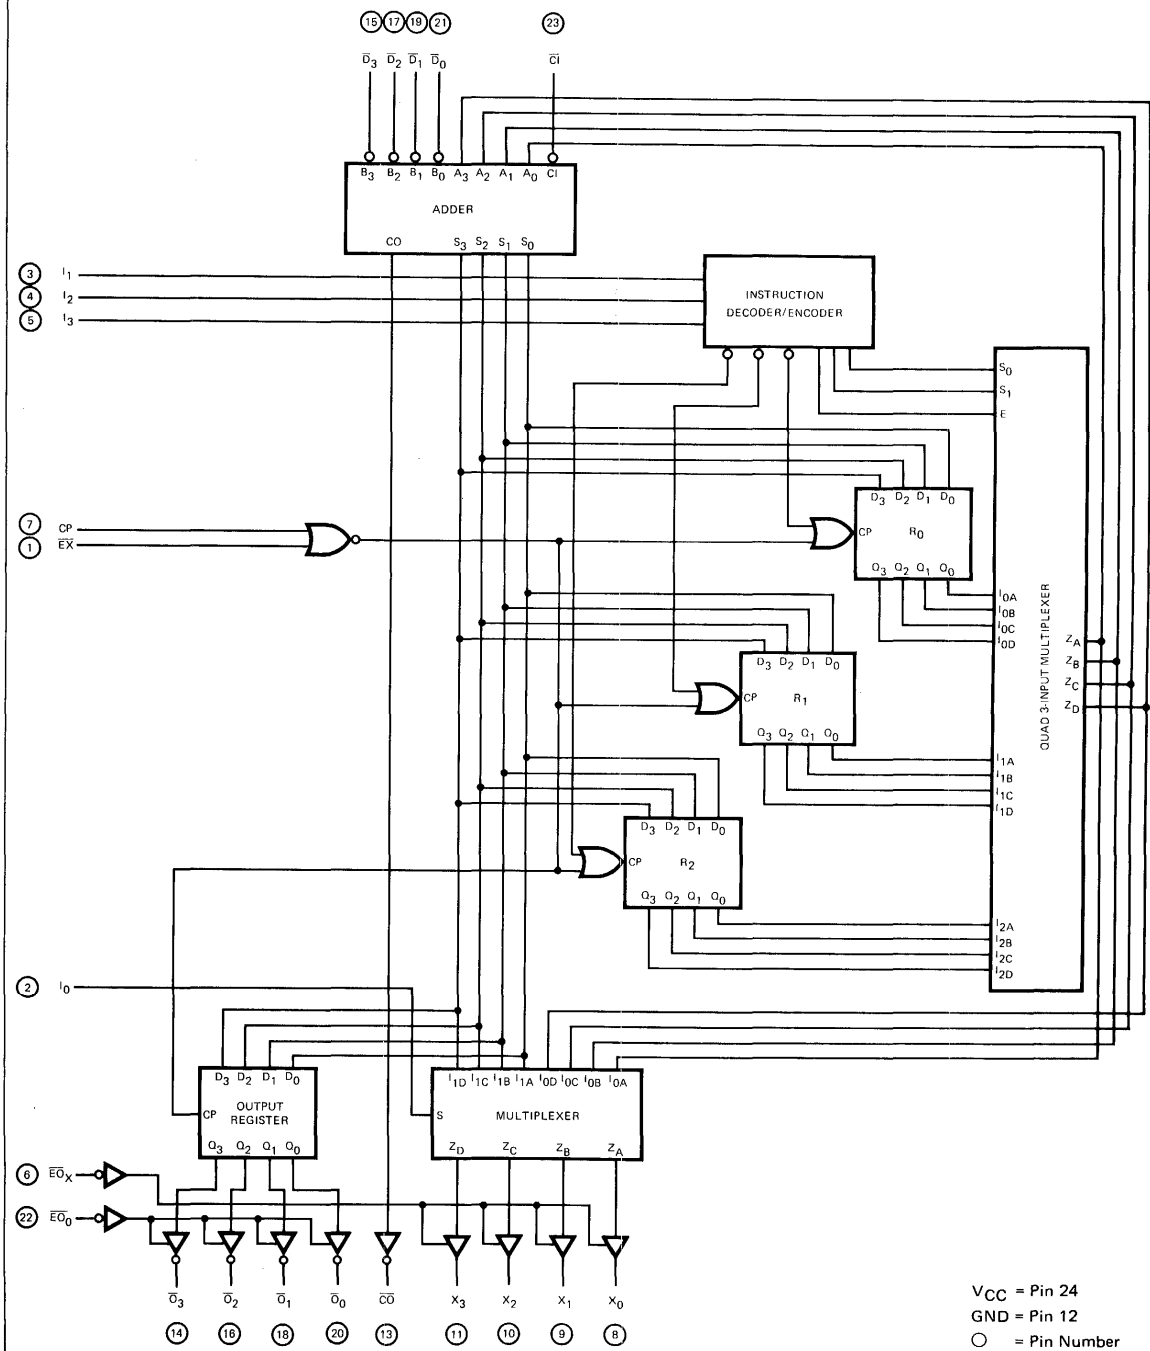 15 17 19 21 23
D̅3 D̅2 D̅1 D̅0 C̅I̅
B3 B2 B1 B0 A3 A2 A1 A0 CI
ADDER
CO S3 S2 S1 S0
3 I1
4 I2
5 I3
INSTRUCTION
DECODER/ENCODER
S0
S1
E
QUAD 3-INPUT MULTIPLEXER
7 CP
1 E̅X̅
D3 D2 D1 D0
CP R0
Q3 Q2 Q1 Q0
I0A
I0B
I0C
I0D
ZA
ZB
ZC
ZD
D3 D2 D1 D0
CP R1
Q3 Q2 Q1 Q0
I1A
I1B
I1C
I1D
D3 D2 D1 D0
CP R2
Q3 Q2 Q1 Q0
I2A
I2B
I2C
I2D
2 I0
D3 D2 D1 D0
CP OUTPUT
REGISTER
Q3 Q2 Q1 Q0
I1D I1C I1B I1A I0D I0C I0B I0A
S MULTIPLEXER
ZD ZC ZB ZA
6 E̅O̅X
22 E̅O̅0
O̅3 O̅2 O̅1 O̅0 C̅O̅ X3 X2 X1 X0
14 16 18 20 13 11 10 9 8
VCC = Pin 24
GND = Pin 12
○ = Pin Number